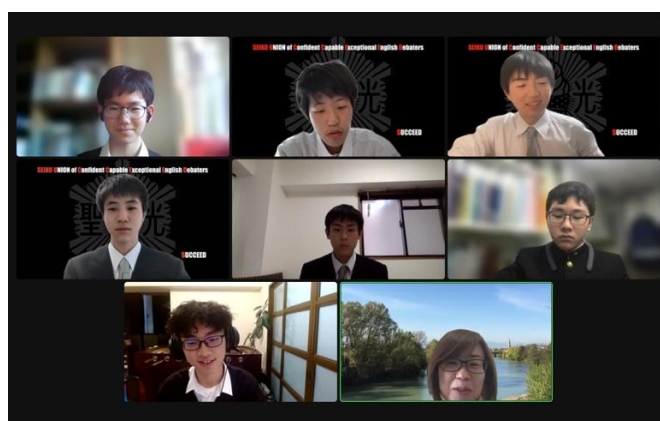 SEIKO UNION of Confident Capable Exceptional English Debaters
SUCCEED
SEIKO UNION of Confident Capable Exceptional English Debaters
光
SUCCEED
SEIKO UNION of Confident Capable Exceptional English Debaters
聖 光
SUCCEED